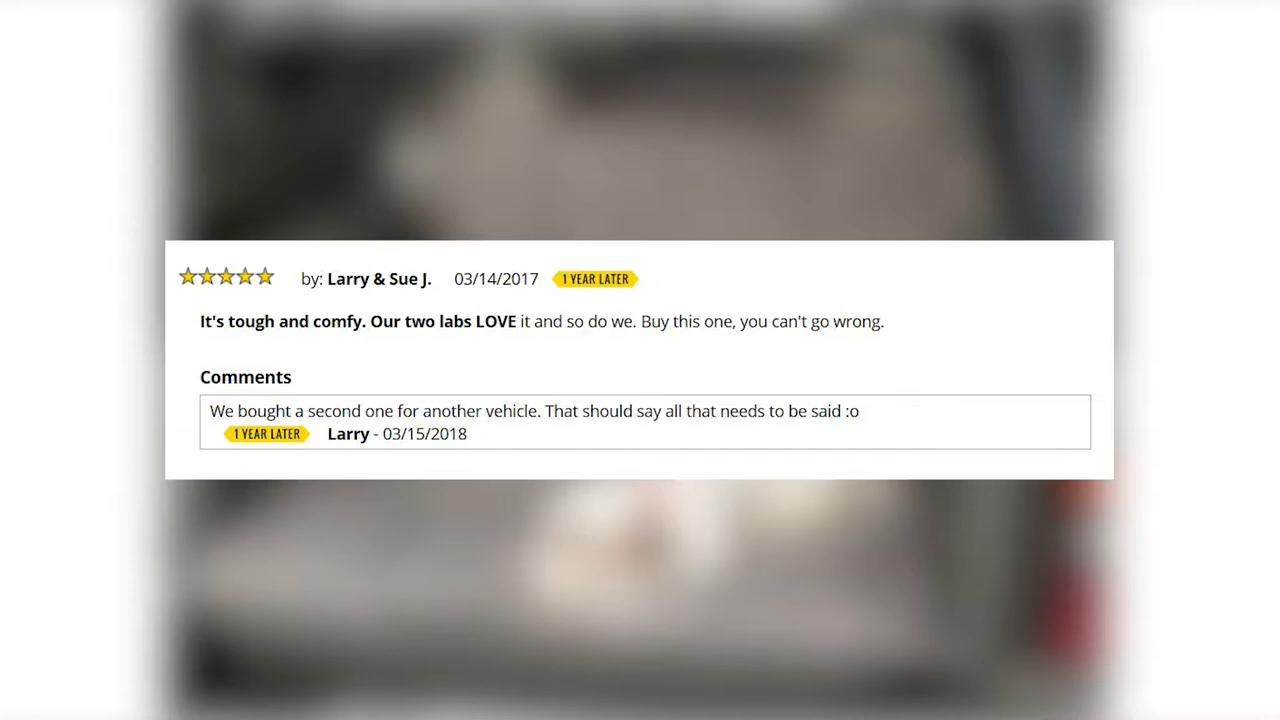 by: Larry & Sue J. 03/14/2017 1 YEAR LATER
It's tough and comfy. Our two labs LOVE it and so do we. Buy this one, you can't go wrong.
Comments
We bought a second one for another vehicle. That should say all that needs to be said :o
1 YEAR LATER Larry - 03/15/2018